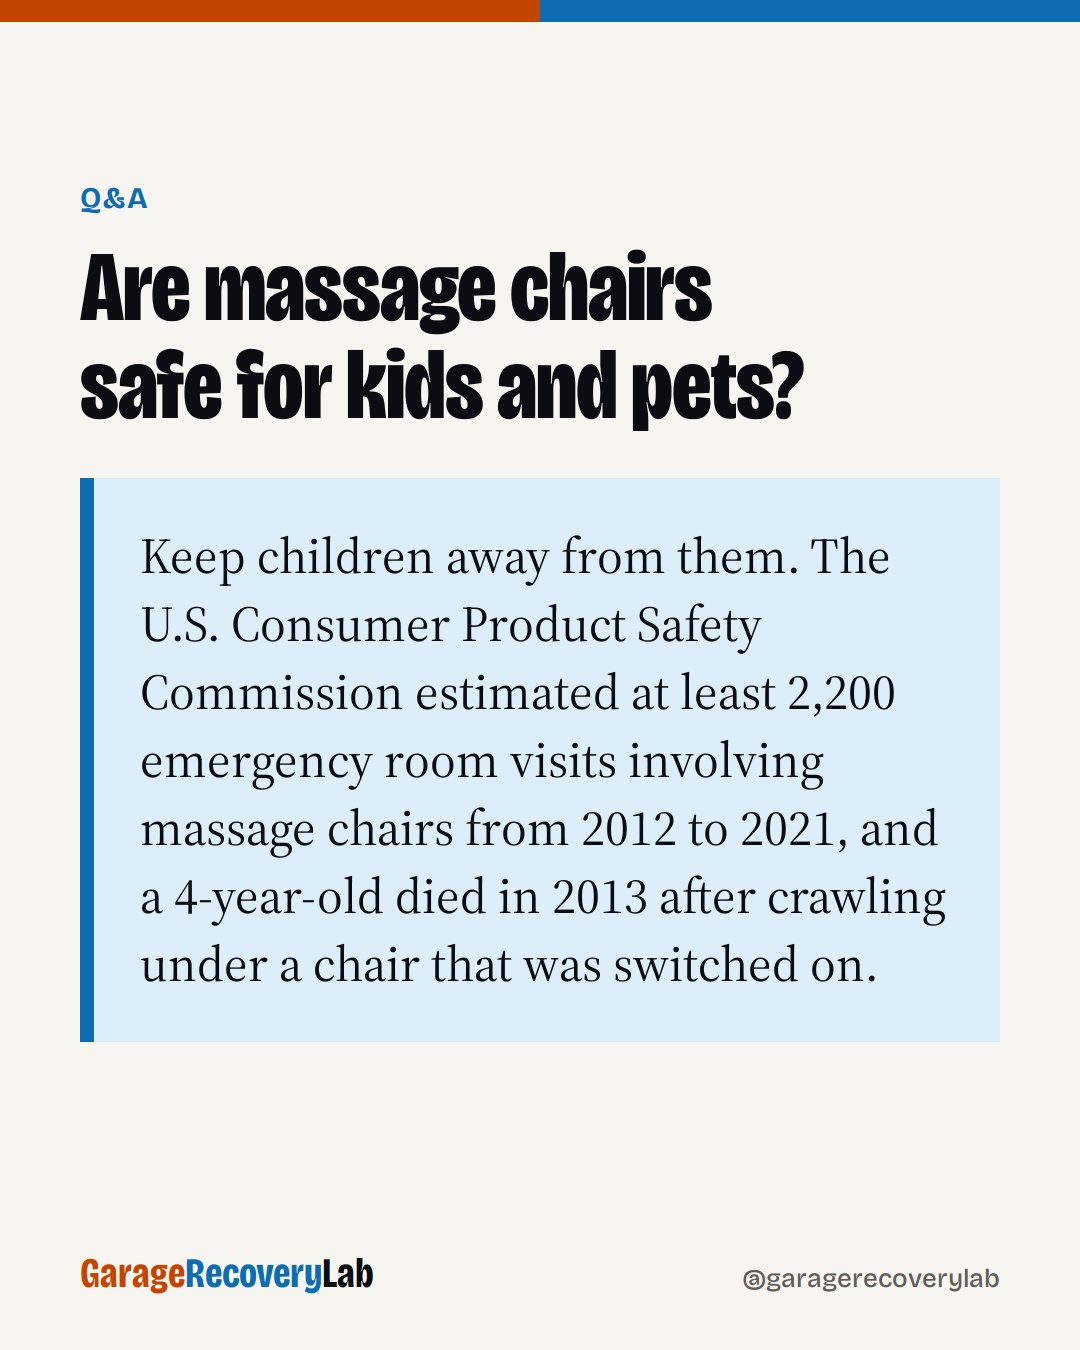 Q&A
Are massage chairs
safe for kids and pets?
Keep children away from them. The
U.S. Consumer Product Safety
Commission estimated at least 2,200
emergency room visits involving
massage chairs from 2012 to 2021, and
a 4-year-old died in 2013 after crawling
under a chair that was switched on.
GarageRecoveryLab
@garagerecoverylab